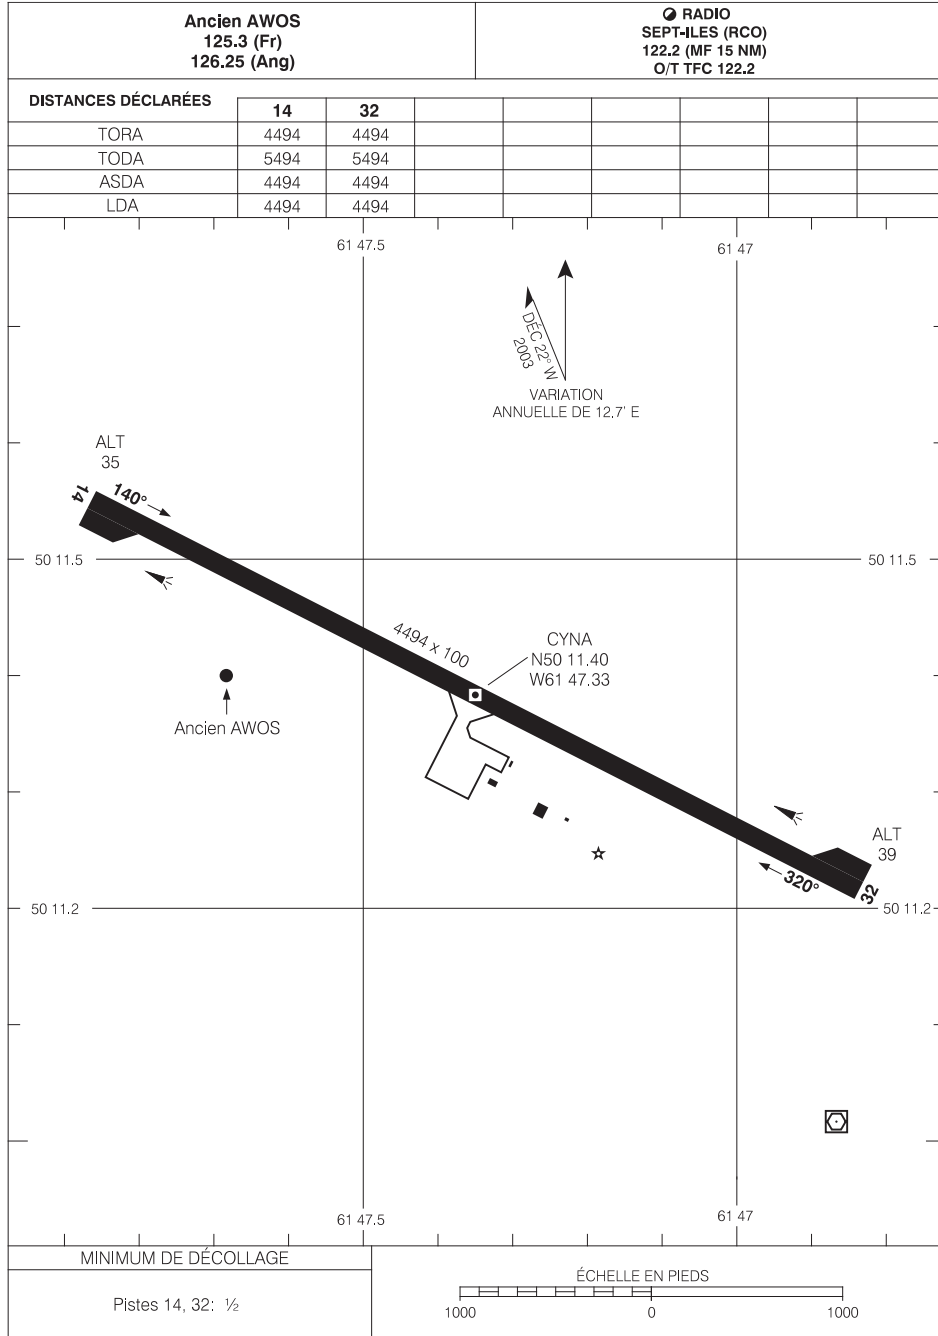 Ancien AWOS
125.3 (Fr)
126.25 (Ang)
RADIO
SEPT-ILES (RCO)
122.2 (MF 15 NM)
O/T TFC 122.2
DISTANCES DÉCLARÉES 14 32
TORA 4494 4494
TODA 5494 5494
ASDA 4494 4494
LDA 4494 4494
61 47.5 61 47
DÉC 22° W
2003
VARIATION
ANNUELLE DE 12,7' E
ALT
35
14
140°
50 11.5 50 11.5
4494 x 100
CYNA
N50 11.40
W61 47.33
Ancien AWOS
ALT
39
320°
32
50 11.2 50 11.2
61 47.5 61 47
MINIMUM DE DÉCOLLAGE
Pistes 14, 32: ½
ÉCHELLE EN PIEDS
1000 0 1000